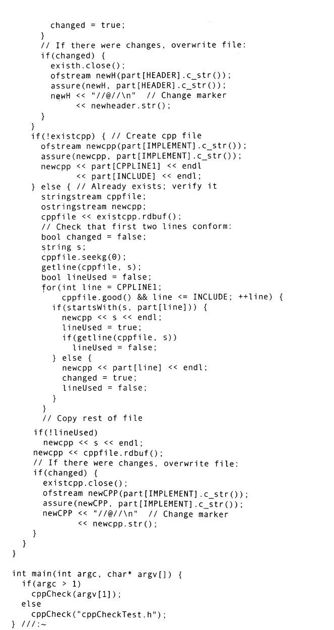 changed = true;
}
// If there were changes, overwrite file:
if(changed) {
existh.close();
ofstream newH(part[HEADER].c_str());
assure(newH, part[HEADER].c_str());
newH << "//@//\n" // Change marker
<< newheader.str();
}
}
if(!existcpp) { // Create cpp file
ofstream newcpp(part[IMPLEMENT].c_str());
assure(newcpp, part[IMPLEMENT].c_str());
newcpp << part[CPPLINE1] << endl
<< part[INCLUDE] << endl;
} else { // Already exists; verify it
stringstream cppfile;
ostringstream newcpp;
cppfile << existcpp.rdbuf();
// Check that first two lines conform:
bool changed = false;
string s;
cppfile.seekg(0);
getline(cppfile, s);
bool lineUsed = false;
for(int line = CPPLINE1;
cppfile.good() && line <= INCLUDE; ++line) {
if(startsWith(s, part[line])) {
newcpp << s << endl;
lineUsed = true;
if(getline(cppfile, s))
lineUsed = false;
} else {
newcpp << part[line] << endl;
changed = true;
lineUsed = false;
}
}
// Copy rest of file
if(!lineUsed)
newcpp << s << endl;
newcpp << cppfile.rdbuf();
// If there were changes, overwrite file:
if(changed) {
existcpp.close();
ofstream newCPP(part[IMPLEMENT].c_str());
assure(newCPP, part[IMPLEMENT].c_str());
newCPP << "//@//\n" // Change marker
<< newcpp.str();
}
}
}
int main(int argc, char* argv[]) {
if(argc > 1)
cppCheck(argv[1]);
else
cppCheck("cppCheckTest.h");
} ///:~